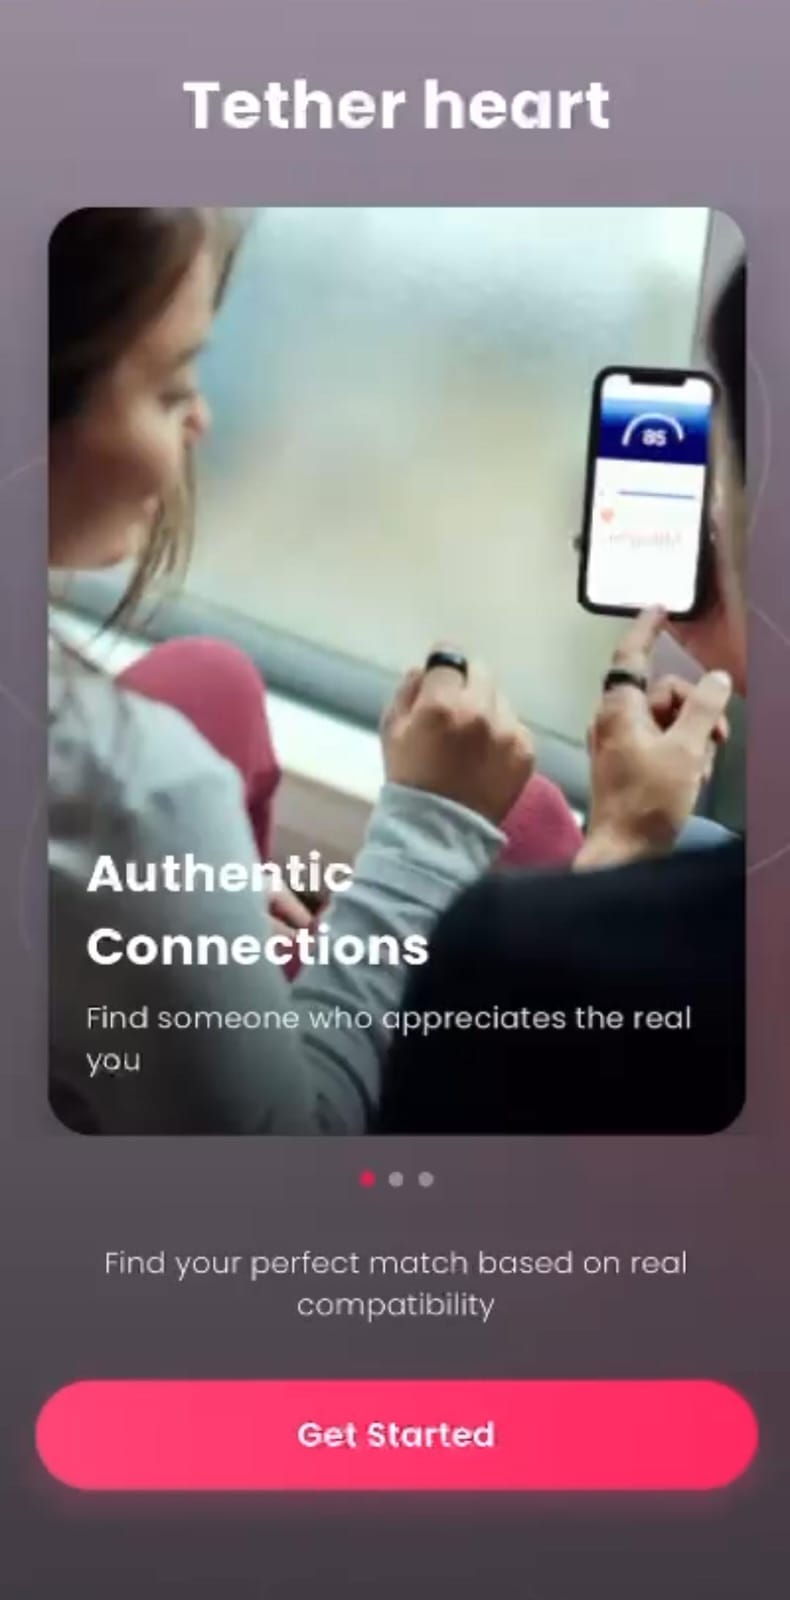 Tether heart
85
Authentic
Connections
Find someone who appreciates the real
you
Find your perfect match based on real
compatibility
Get Started